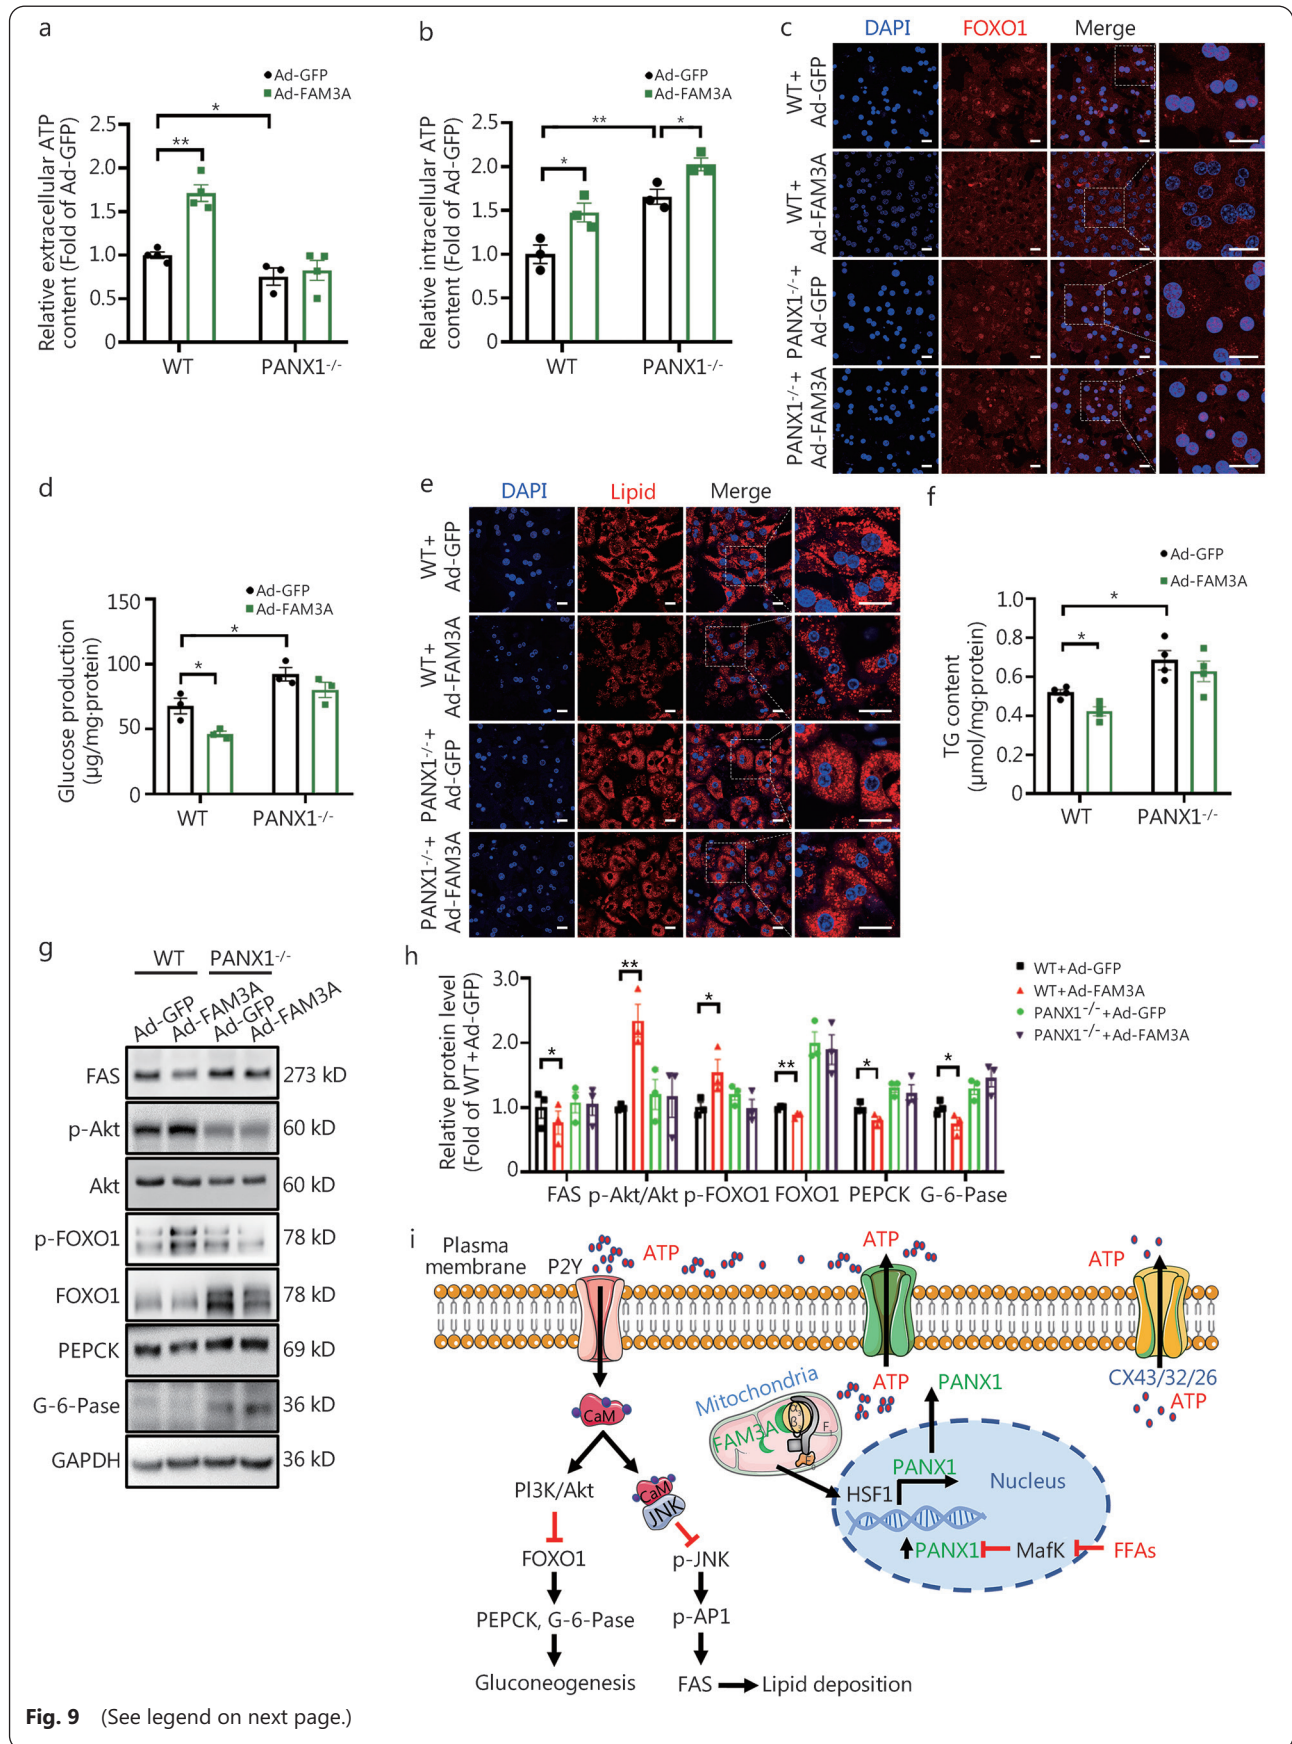 a
Ad-GFP
Ad-FAM3A
Relative extracellular ATP
content (Fold of Ad-GFP)
2.5
2.0
1.5
1.0
0.5
0
*
**
WT
PANX1-/-
b
Ad-GFP
Ad-FAM3A
Relative intracellular ATP
content (Fold of Ad-GFP)
2.5
2.0
1.5
1.0
0.5
0
**
*
*
WT
PANX1-/-
c
DAPI
FOXO1
Merge
WT+
Ad-GFP
WT+
Ad-FAM3A
PANX1-/-+
Ad-GFP
PANX1-/-+
Ad-FAM3A
d
Ad-GFP
Ad-FAM3A
Glucose production
(μg/mg·protein)
150
100
50
0
*
*
WT
PANX1-/-
e
DAPI
Lipid
Merge
WT+
Ad-GFP
WT+
Ad-FAM3A
PANX1-/-+
Ad-GFP
PANX1-/-+
Ad-FAM3A
f
Ad-GFP
Ad-FAM3A
TG content
(μmol/mg·protein)
1.0
0.8
0.6
0.4
0.2
0
*
*
WT
PANX1-/-
g
WT PANX1-/-
Ad-GFP Ad-FAM3A Ad-GFP Ad-FAM3A
FAS 273 kD
p-Akt 60 kD
Akt 60 kD
p-FOXO1 78 kD
FOXO1 78 kD
PEPCK 69 kD
G-6-Pase 36 kD
GAPDH 36 kD
h
Relative protein level
(Fold of WT+Ad-GFP)
3.0
2.0
1.0
0
* ** * ** * *
FAS p-Akt/Akt p-FOXO1 FOXO1 PEPCK G-6-Pase
WT+Ad-GFP
WT+Ad-FAM3A
PANX1-/-+Ad-GFP
PANX1-/-+Ad-FAM3A
i
Plasma
membrane
P2Y
ATP
ATP
ATP
CaM
PI3K/Akt
CaM
JNK
FOXO1
p-JNK
PEPCK, G-6-Pase
p-AP1
Gluconeogenesis
FAS
Lipid deposition
Mitochondria
FAM3A
ATP
PANX1
CX43/32/26
ATP
PANX1
Nucleus
HSF1
PANX1
MafK
FFAs
Fig. 9 (See legend on next page.)